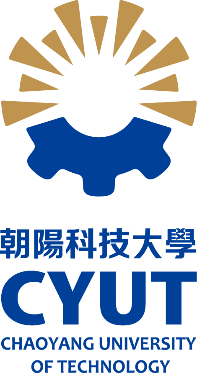 朝陽科技大學
CYUT
CHAOYANG UNIVERSITY
OF TECHNOLOGY